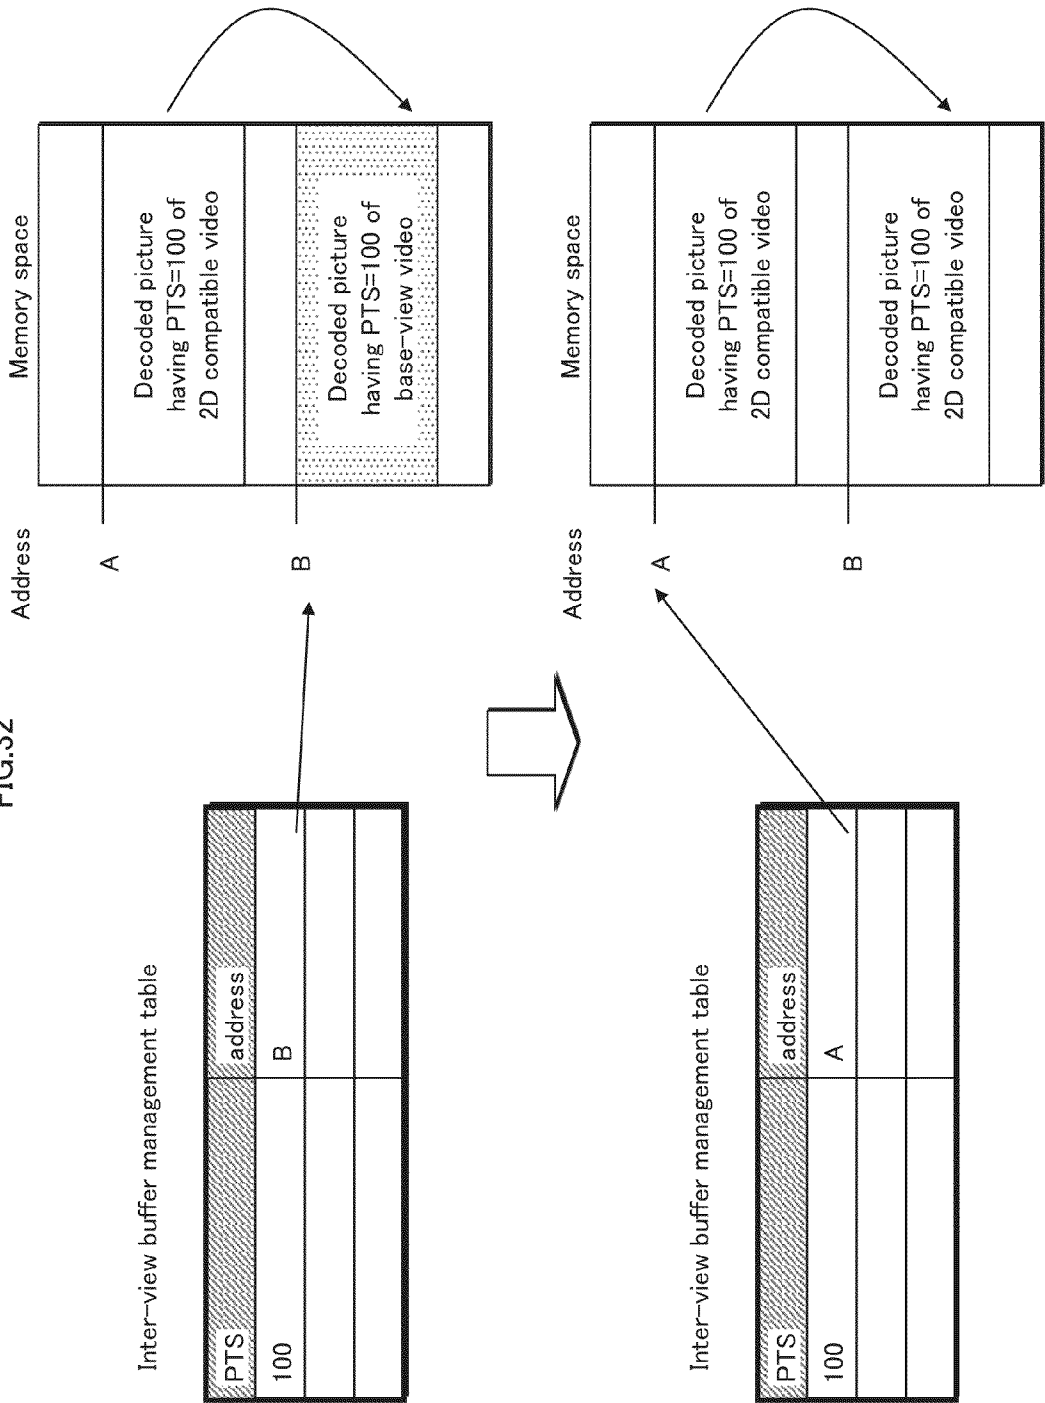 FIG.32
Inter-view buffer management table
PTS
address
100
B
Address
A
B
Memory space
Decoded picture
having PTS=100 of
2D compatible video
Decoded picture
having PTS=100 of
base-view video
Inter-view buffer management table
PTS
address
100
A
Address
A
B
Memory space
Decoded picture
having PTS=100 of
2D compatible video
Decoded picture
having PTS=100 of
2D compatible video